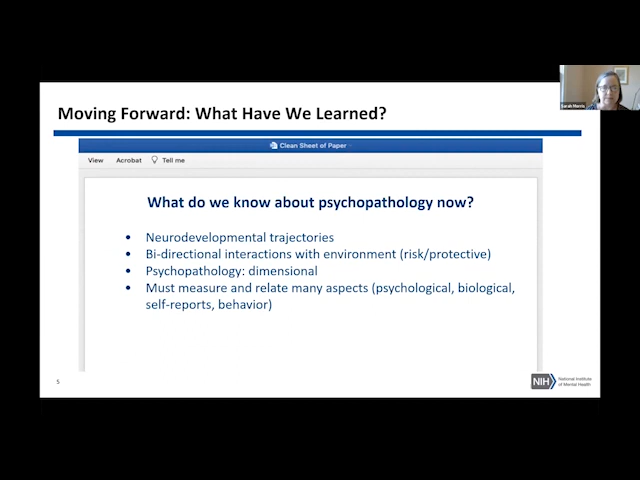 Moving Forward: What Have We Learned?
Clean Sheet of Paper
View Acrobat Tell me
What do we know about psychopathology now?
• Neurodevelopmental trajectories
• Bi-directional interactions with environment (risk/protective)
• Psychopathology: dimensional
• Must measure and relate many aspects (psychological, biological,
self-reports, behavior)
5
NIH National Institute
of Mental Health
Sarah Morris